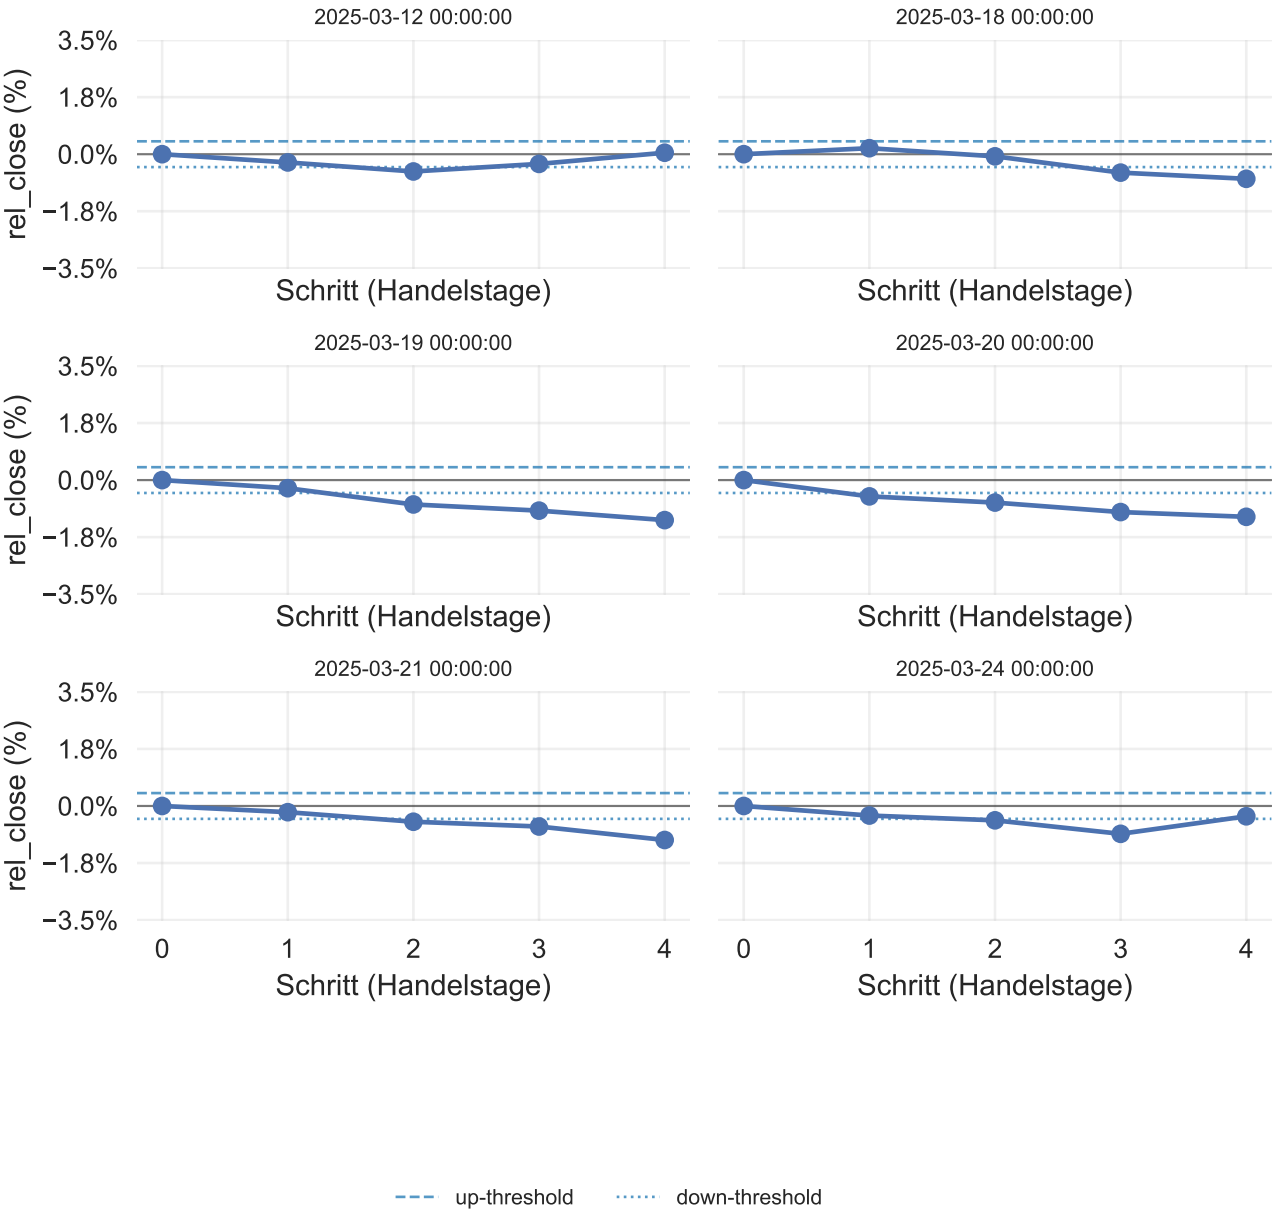 2025-03-12 00:00:00
2025-03-18 00:00:00
3.5%
1.8%
0.0%
−1.8%
−3.5%
rel_close (%)
Schritt (Handelstage)
Schritt (Handelstage)
2025-03-19 00:00:00
2025-03-20 00:00:00
3.5%
1.8%
0.0%
−1.8%
−3.5%
rel_close (%)
Schritt (Handelstage)
Schritt (Handelstage)
2025-03-21 00:00:00
2025-03-24 00:00:00
3.5%
1.8%
0.0%
−1.8%
−3.5%
rel_close (%)
0 1 2 3 4
0 1 2 3 4
Schritt (Handelstage)
Schritt (Handelstage)
up-threshold
down-threshold